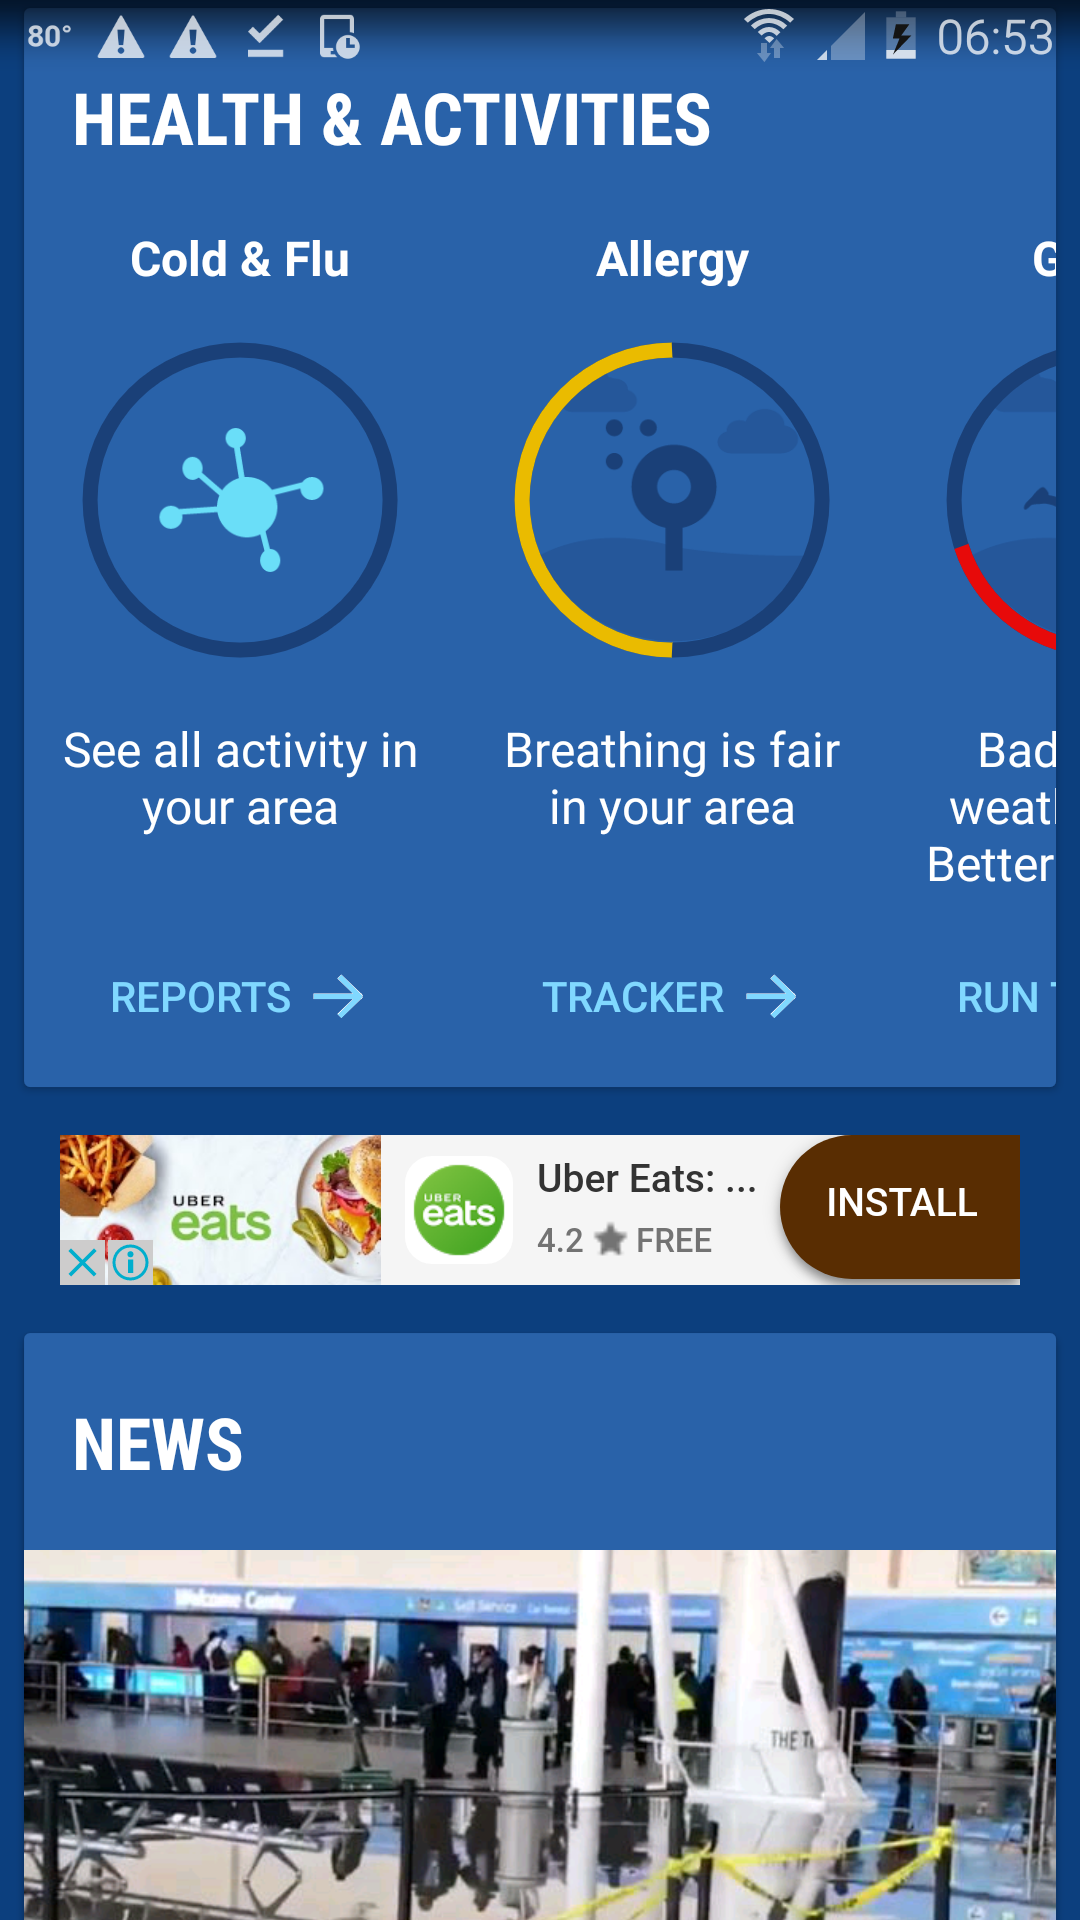 80°
06:53
HEALTH & ACTIVITIES
Cold & Flu
Allergy
G
See all activity in
your area
Breathing is fair
in your area
Bad
weat
Better
REPORTS
TRACKER
RUN
UBER
eats
UBER
eats
Uber Eats: ...
4.2 ★ FREE
INSTALL
NEWS
Welcome Center
Self Service
THE T